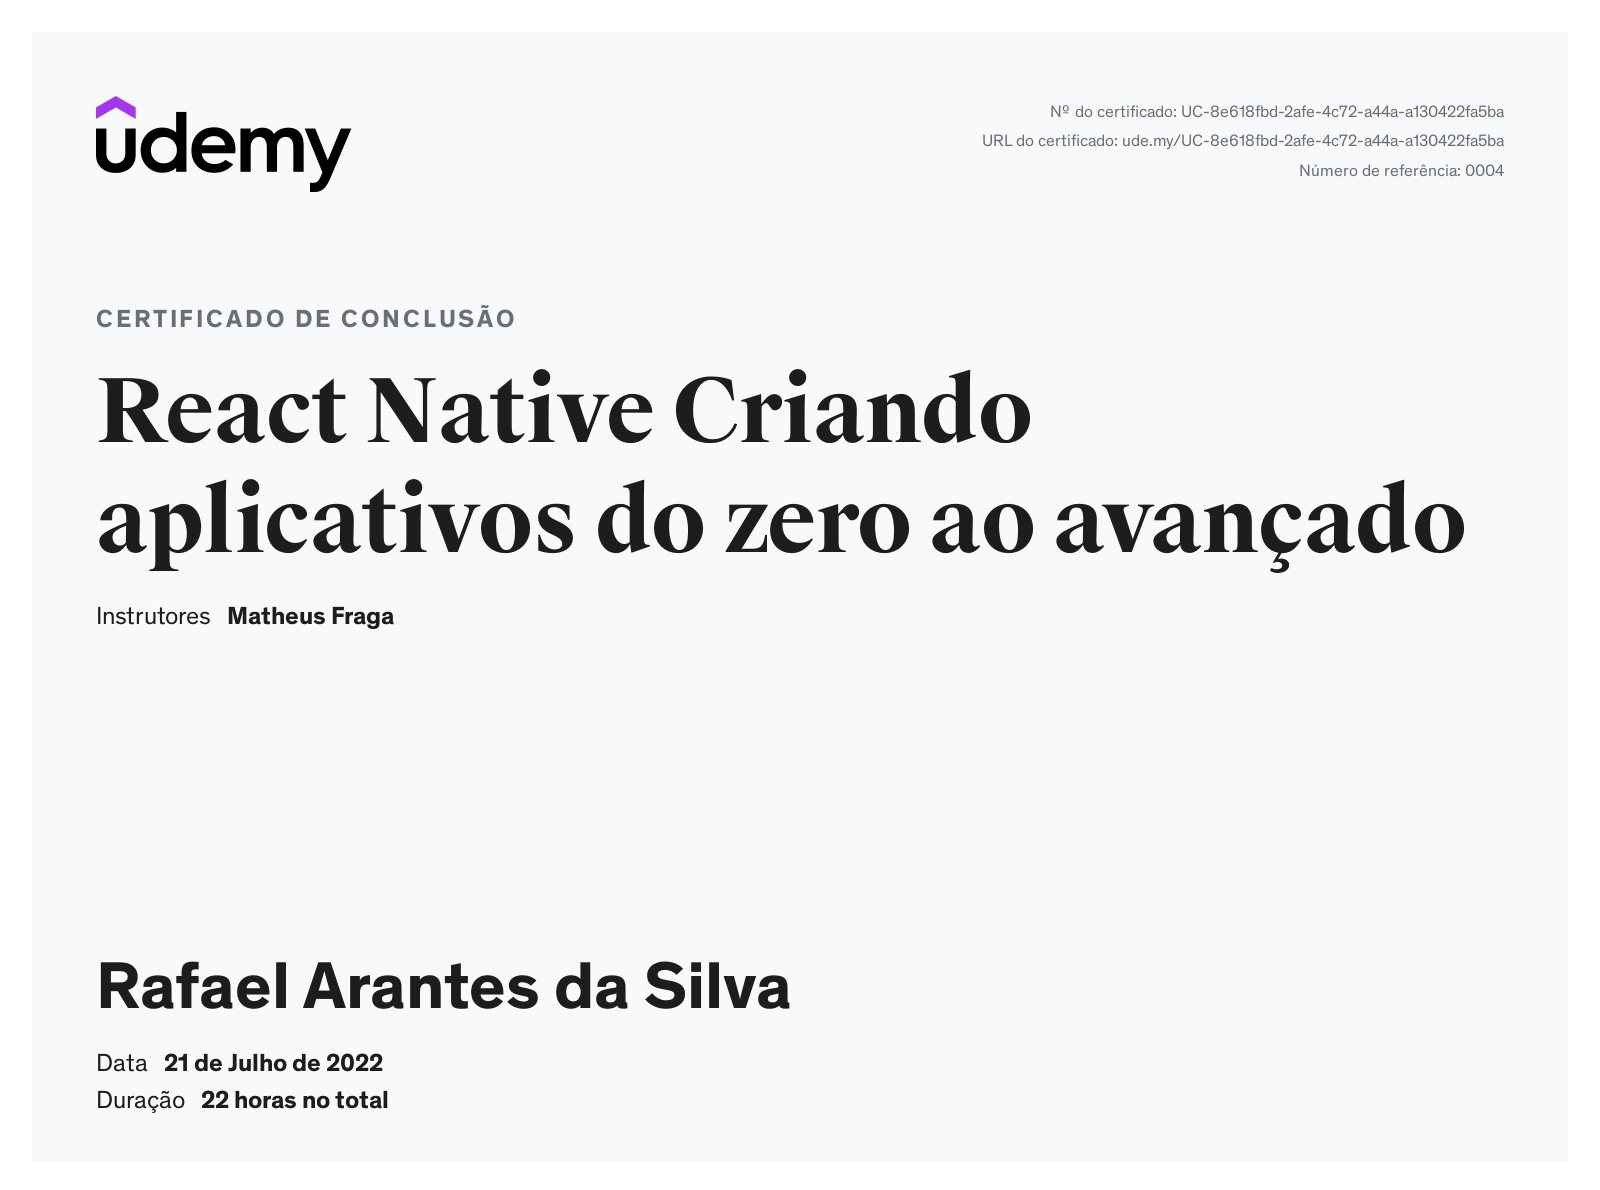 udemy
Nº do certificado: UC-8e618fbd-2afe-4c72-a44a-a130422fa5ba
URL do certificado: ude.my/UC-8e618fbd-2afe-4c72-a44a-a130422fa5ba
Número de referência: 0004
CERTIFICADO DE CONCLUSÃO
React Native Criando
aplicativos do zero ao avançado
Instrutores Matheus Fraga
Rafael Arantes da Silva
Data 21 de Julho de 2022
Duração 22 horas no total